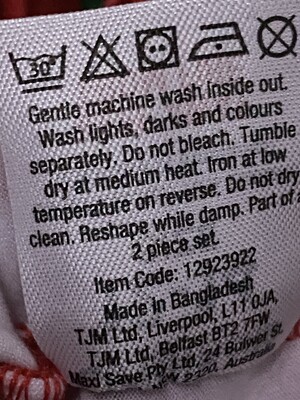 30°
Gentle machine wash inside out.
Wash lights, darks and colours
separately. Do not bleach. Tumble
dry at medium heat. Iron at low
temperature on reverse. Do not dry
clean. Reshape while damp. Part of a
2 piece set.
Item Code: 12923922
Made In Bangladesh
TJM Ltd, Liverpool, L11 0JA,
TJM Ltd, Belfast BT2 7FW
Maxi Save Pty Ltd, 24 Bulwer St,
2220, Australia